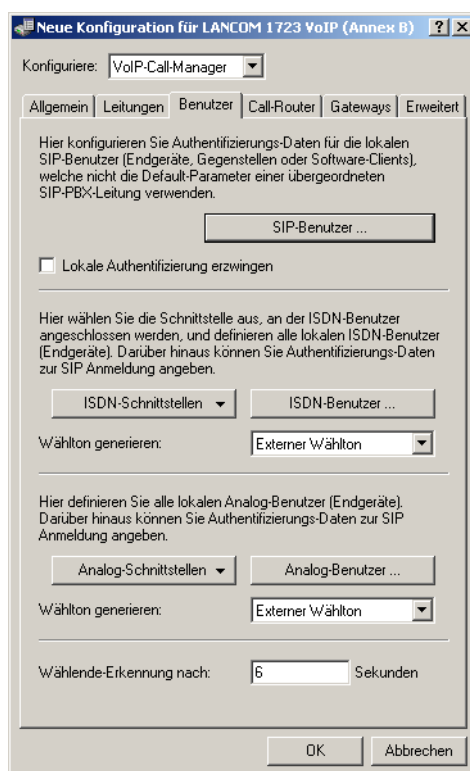 Neue Konfiguration für LANCOM 1723 VoIP (Annex B)
Konfiguriere: VoIP-Call-Manager
Allgemein Leitungen Benutzer Call-Router Gateways Erweitert
Hier konfigurieren Sie Authentifizierungs-Daten für die lokalen
SIP-Benutzer (Endgeräte, Gegenstellen oder Software-Clients),
welche nicht die Default-Parameter einer übergeordneten
SIP-PBX-Leitung verwenden.
SIP-Benutzer ...
Lokale Authentifizierung erzwingen
Hier wählen Sie die Schnittstelle aus, an der ISDN-Benutzer
angeschlossen werden, und definieren alle lokalen ISDN-Benutzer
(Endgeräte). Darüber hinaus können Sie Authentifizierungs-Daten
zur SIP Anmeldung angeben.
ISDN-Schnittstellen ISDN-Benutzer ...
Wählton generieren: Externer Wählton
Hier definieren Sie alle lokalen Analog-Benutzer (Endgeräte).
Darüber hinaus können Sie Authentifizierungs-Daten zur SIP
Anmeldung angeben.
Analog-Schnittstellen Analog-Benutzer ...
Wählton generieren: Externer Wählton
Wählende-Erkennung nach: 6 Sekunden
OK Abbrechen